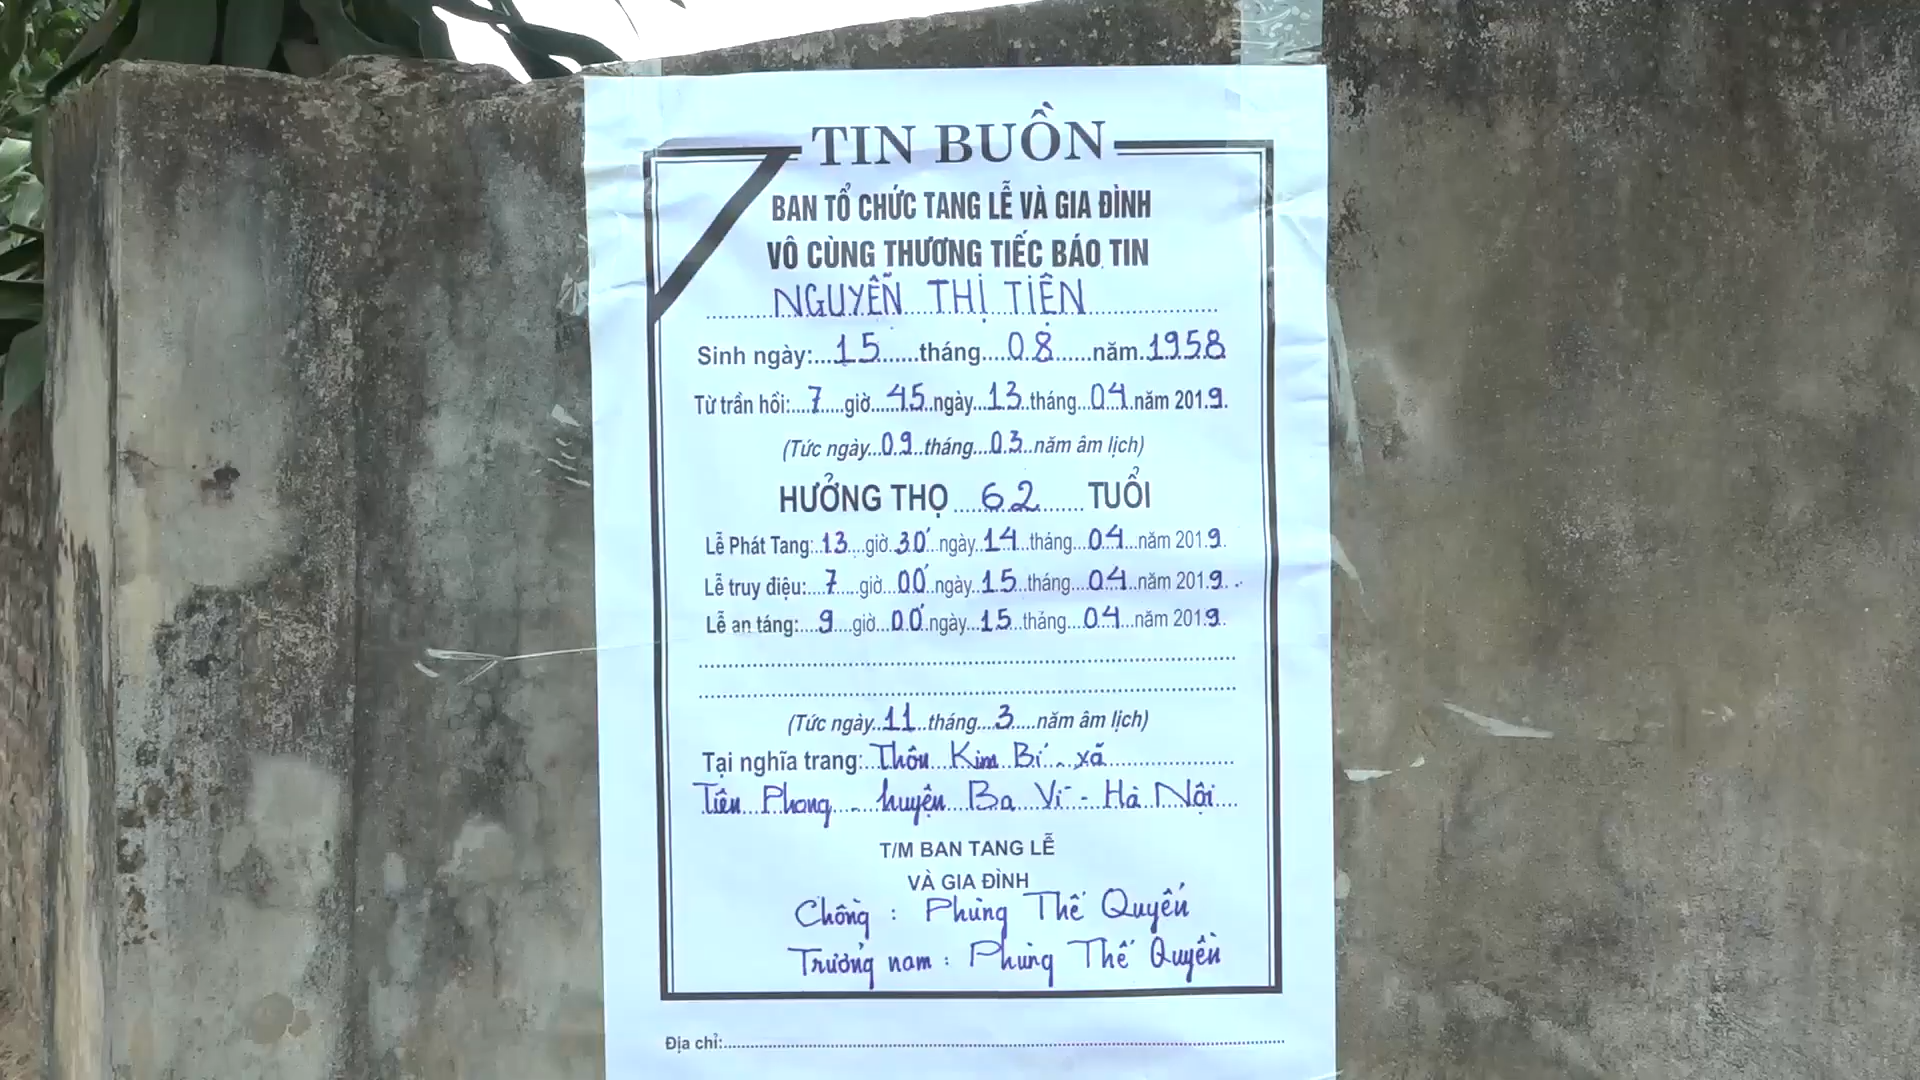 TIN BUỒN
BAN TỔ CHỨC TANG LỄ VÀ GIA ĐÌNH
VÔ CÙNG THƯƠNG TIẾC BÁO TIN
NGUYỄN THỊ TIỆN
Sinh ngày:....15......tháng....08......năm.1958
Từ trần hồi:....7....giờ.....45..ngày...13.tháng...04..năm 2019.
(Tức ngày...09..tháng...03..năm âm lịch)
HƯỞNG THỌ....62......TUỔI
Lễ Phát Tang:..13...giờ.30'..ngày..14..tháng...04...năm 2019.
Lễ truy điệu:...7....giờ..00'.ngày...15..tháng...04...năm 2019...
Lễ an táng:....9....giờ...00'.ngày...15...tháng...04...năm 2019.
(Tức ngày..11..tháng...3....năm âm lịch)
Tại nghĩa trang:..Thôn Kim Bí - xã
Tiên Phong - huyện Ba Vì - Hà Nội
T/M BAN TANG LỄ
VÀ GIA ĐÌNH
Chồng : Phùng Thế Quyến
Trưởng nam : Phùng Thế Quyền
Địa chỉ: